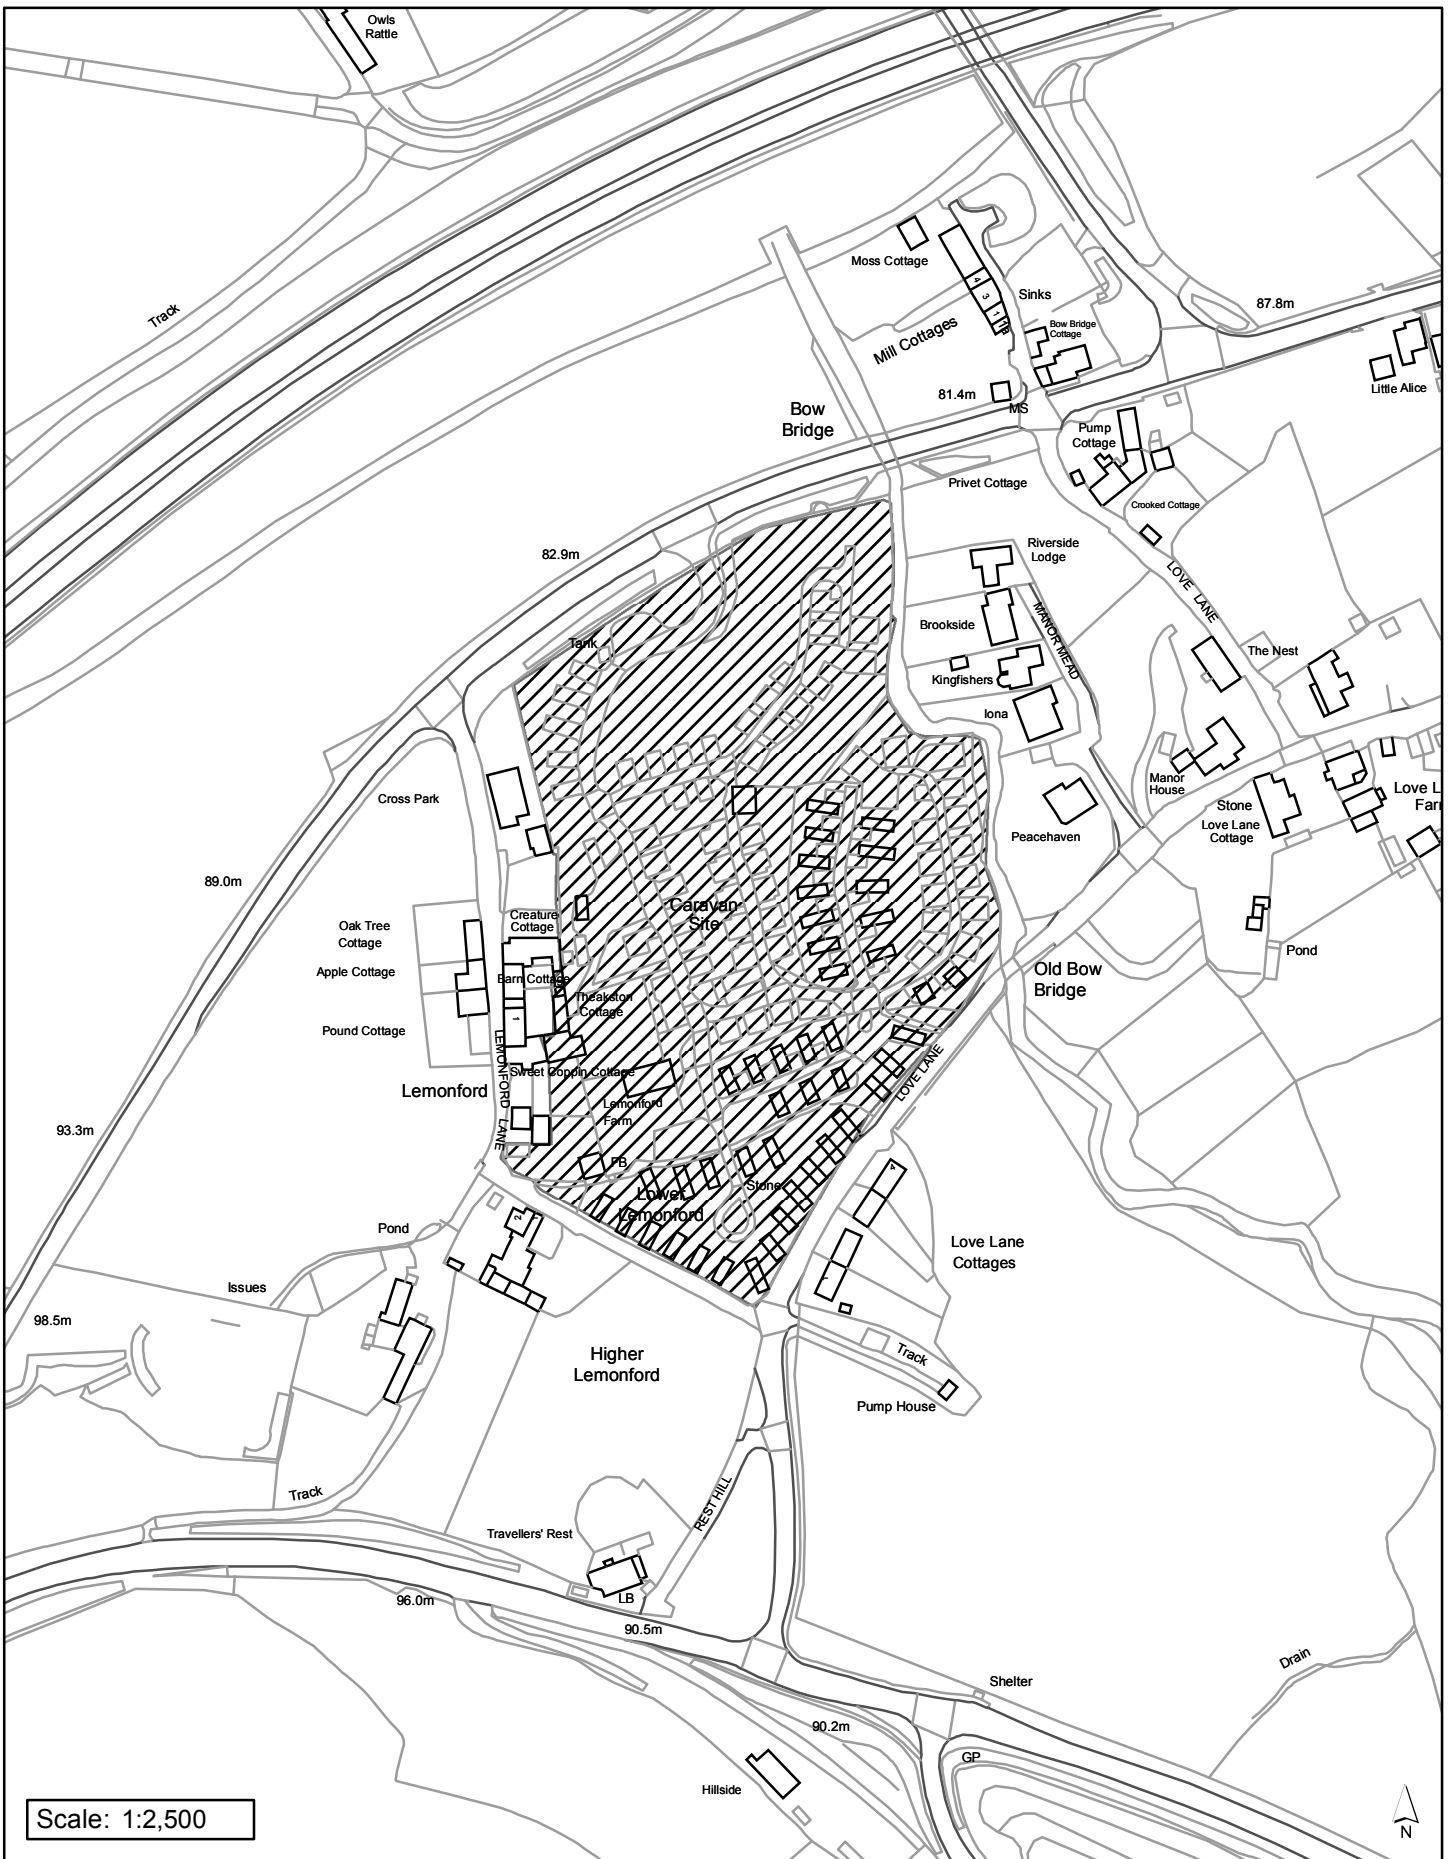 Owls
Rattle
Track
Moss Cottage
4
3
1
1a
Sinks
87.8m
Bow Bridge
Cottage
Mill Cottages
81.4m
MS
Little Alice
Bow
Bridge
Pump
Cottage
Privet Cottage
Crooked Cottage
82.9m
Riverside
Lodge
LOVE LANE
Brookside
MANOR MEAD
Tank
The Nest
Kingfishers
Iona
Cross Park
Manor
House
Stone
Love Lane
Cottage
Peacehaven
89.0m
Caravan
Site
Creature
Cottage
Oak Tree
Cottage
Apple Cottage
Barn Cottage
Theakston
Cottage
Old Bow
Bridge
Pond
Pound Cottage
1
LEMONFORD LANE
Sweet Coppin Cottage
Lemonford
Lemonford
Farm
LOVE LANE
93.3m
FB
4
Lower
Lemonford
Stone
2
1
Pond
Love Lane
Cottages
1
Issues
98.5m
Higher
Lemonford
Track
Pump House
Track
REST HILL
Travellers' Rest
LB
96.0m
90.5m
Drain
Shelter
90.2m
GP
Hillside
Scale: 1:2,500
N